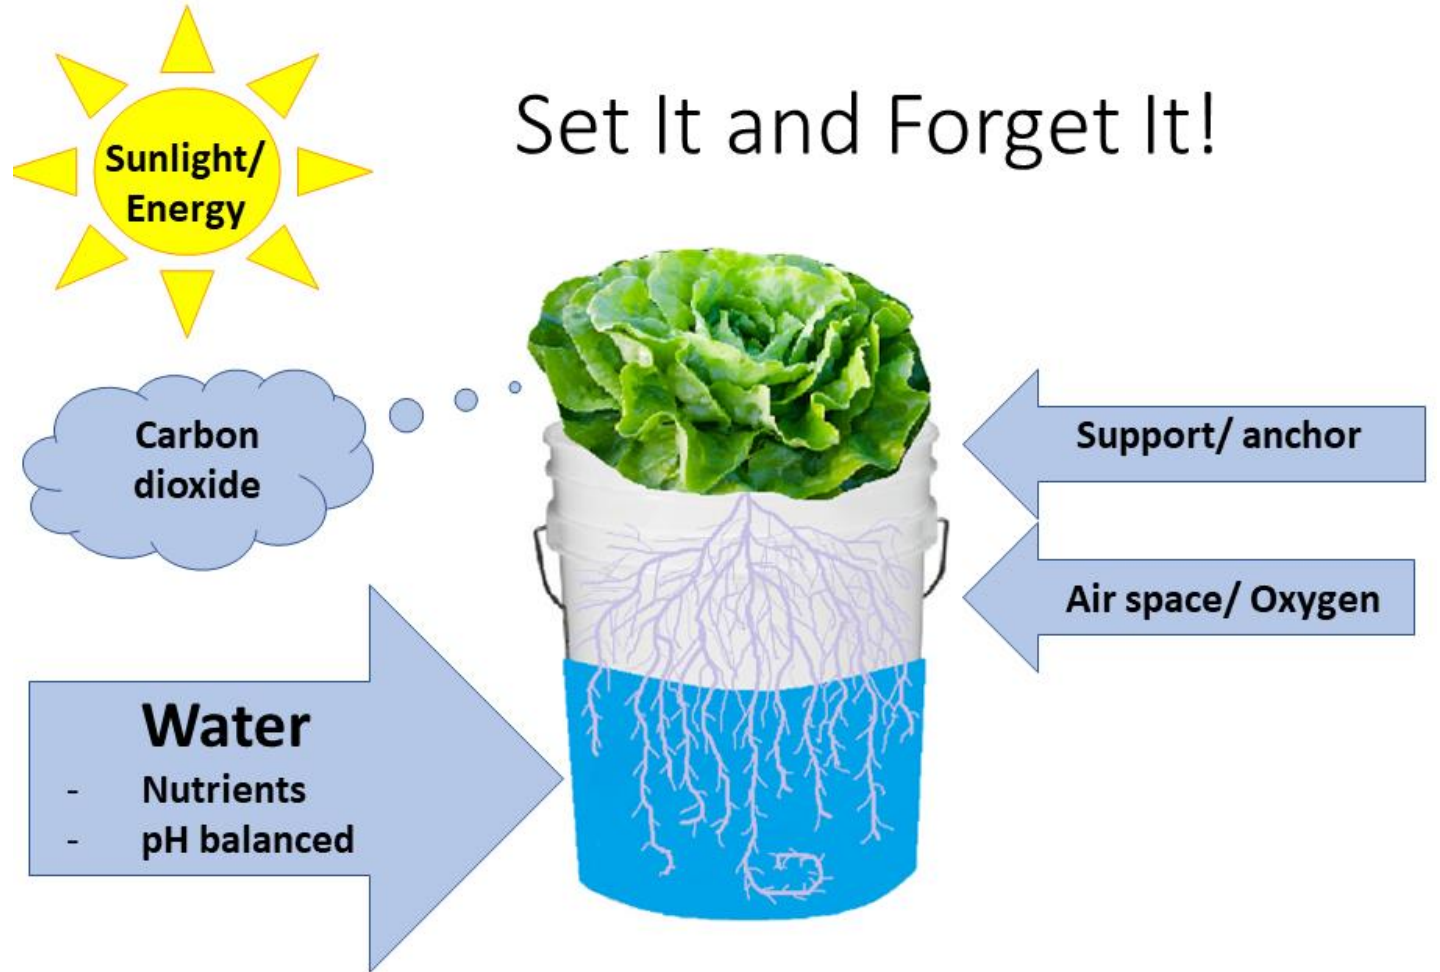 Set It and Forget It!
Sunlight/
Energy
Carbon
dioxide
Support/ anchor
Air space/ Oxygen
Water
- Nutrients
- pH balanced